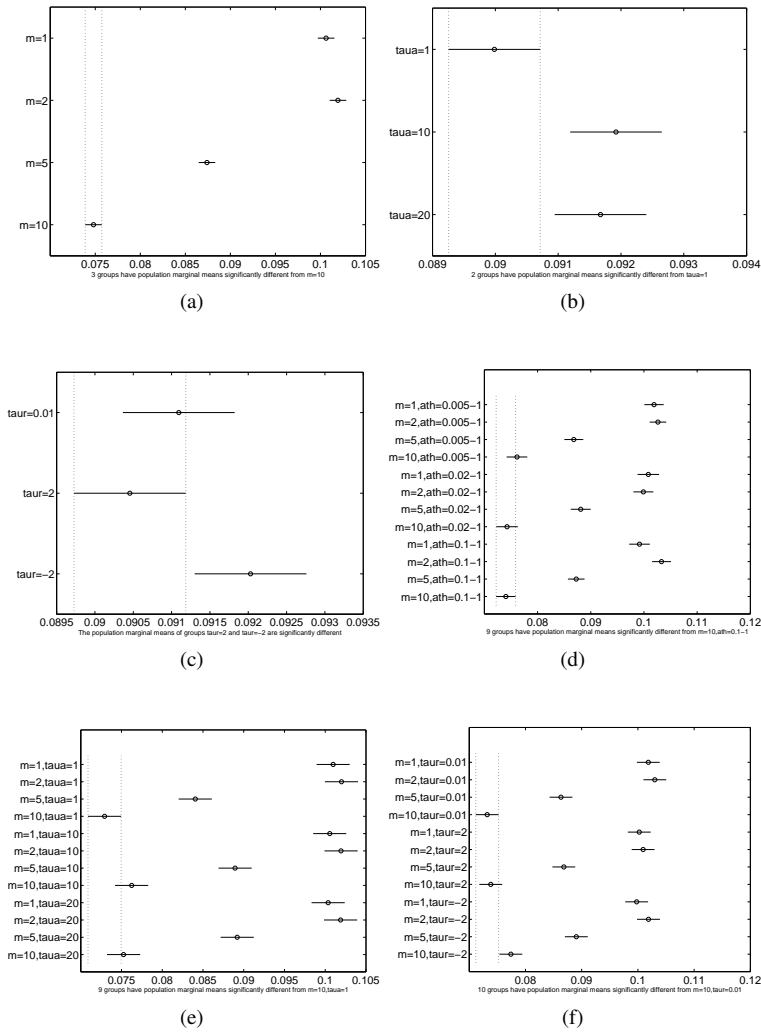 m=1
m=2
m=5
m=10
0.075 0.08 0.085 0.09 0.095 0.1 0.105
3 groups have population marginal means significantly different from m=10
(a)
taua=1
taua=10
taua=20
0.089 0.09 0.091 0.092 0.093 0.094
2 groups have population marginal means significantly different from taua=1
(b)
taur=0.01
taur=2
taur=−2
0.0895 0.09 0.0905 0.091 0.0915 0.092 0.0925 0.093 0.0935
The population marginal means of groups taur=2 and taur=−2 are significantly different
(c)
m=1,ath=0.005−1
m=2,ath=0.005−1
m=5,ath=0.005−1
m=10,ath=0.005−1
m=1,ath=0.02−1
m=2,ath=0.02−1
m=5,ath=0.02−1
m=10,ath=0.02−1
m=1,ath=0.1−1
m=2,ath=0.1−1
m=5,ath=0.1−1
m=10,ath=0.1−1
0.08 0.09 0.1 0.11 0.12
9 groups have population marginal means significantly different from m=10,ath=0.1−1
(d)
m=1,taua=1
m=2,taua=1
m=5,taua=1
m=10,taua=1
m=1,taua=10
m=2,taua=10
m=5,taua=10
m=10,taua=10
m=1,taua=20
m=2,taua=20
m=5,taua=20
m=10,taua=20
0.075 0.08 0.085 0.09 0.095 0.1 0.105
9 groups have population marginal means significantly different from m=10,taua=1
(e)
m=1,taur=0.01
m=2,taur=0.01
m=5,taur=0.01
m=10,taur=0.01
m=1,taur=2
m=2,taur=2
m=5,taur=2
m=10,taur=2
m=1,taur=−2
m=2,taur=−2
m=5,taur=−2
m=10,taur=−2
0.08 0.09 0.1 0.11 0.12
10 groups have population marginal means significantly different from m=10,taur=0.01
(f)